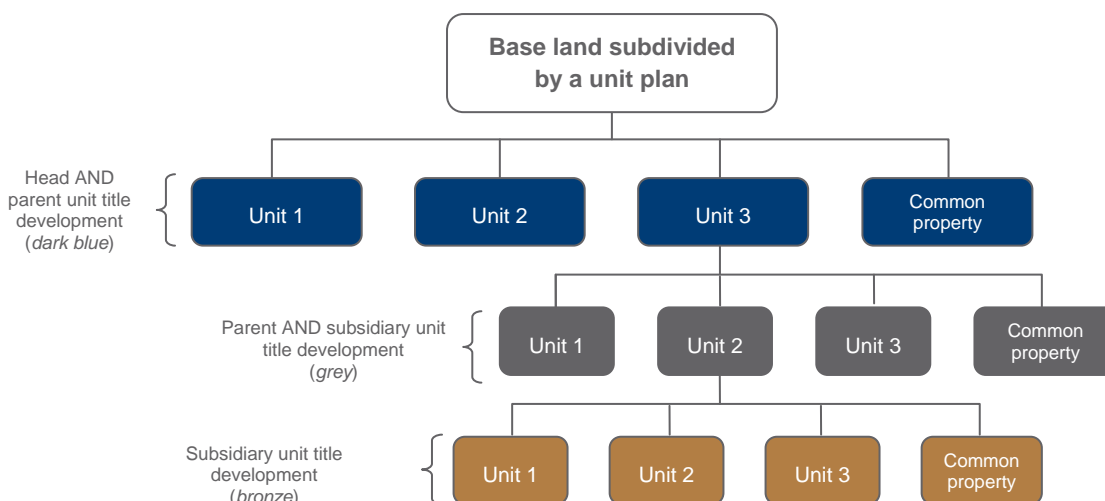 Base land subdivided
by a unit plan
Head AND
parent unit title
development
(dark blue)
Unit 1
Unit 2
Unit 3
Common
property
Parent AND subsidiary unit
title development
(grey)
Unit 1
Unit 2
Unit 3
Common
property
Subsidiary unit title
development
(bronze)
Unit 1
Unit 2
Unit 3
Common
property